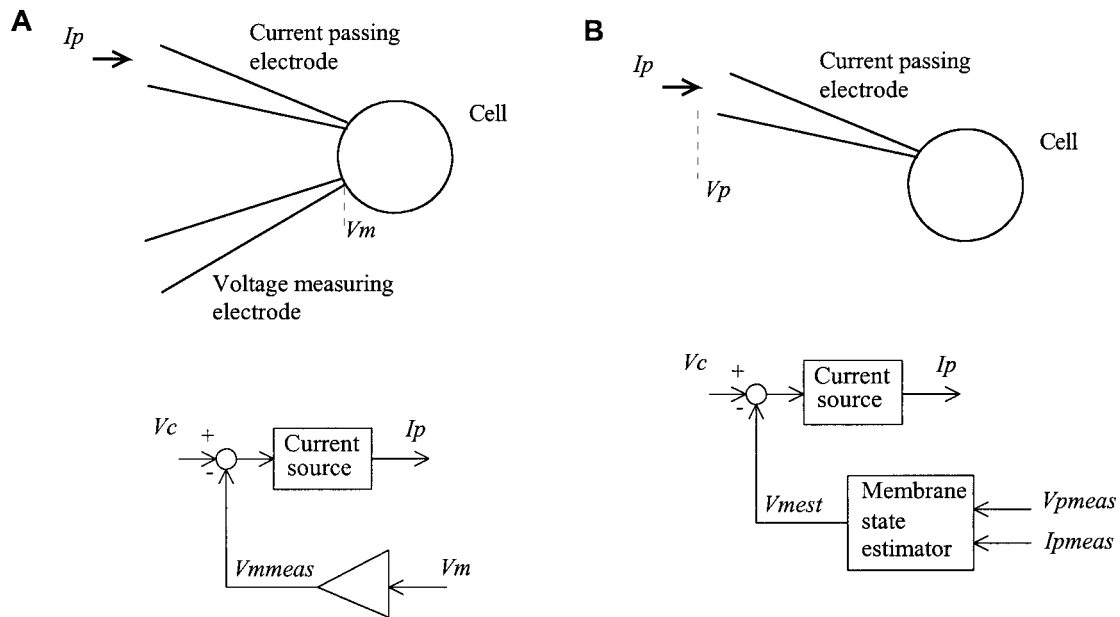 A
Ip
Current passing
electrode
Cell
Vm
Voltage measuring
electrode
Vc
+
-
Current
source
Ip
Vmmeas
Vm
B
Ip
Current passing
electrode
Cell
Vp
Vc
+
-
Current
source
Ip
Vmest
Membrane
state
estimator
Vpmeas
Ipmeas